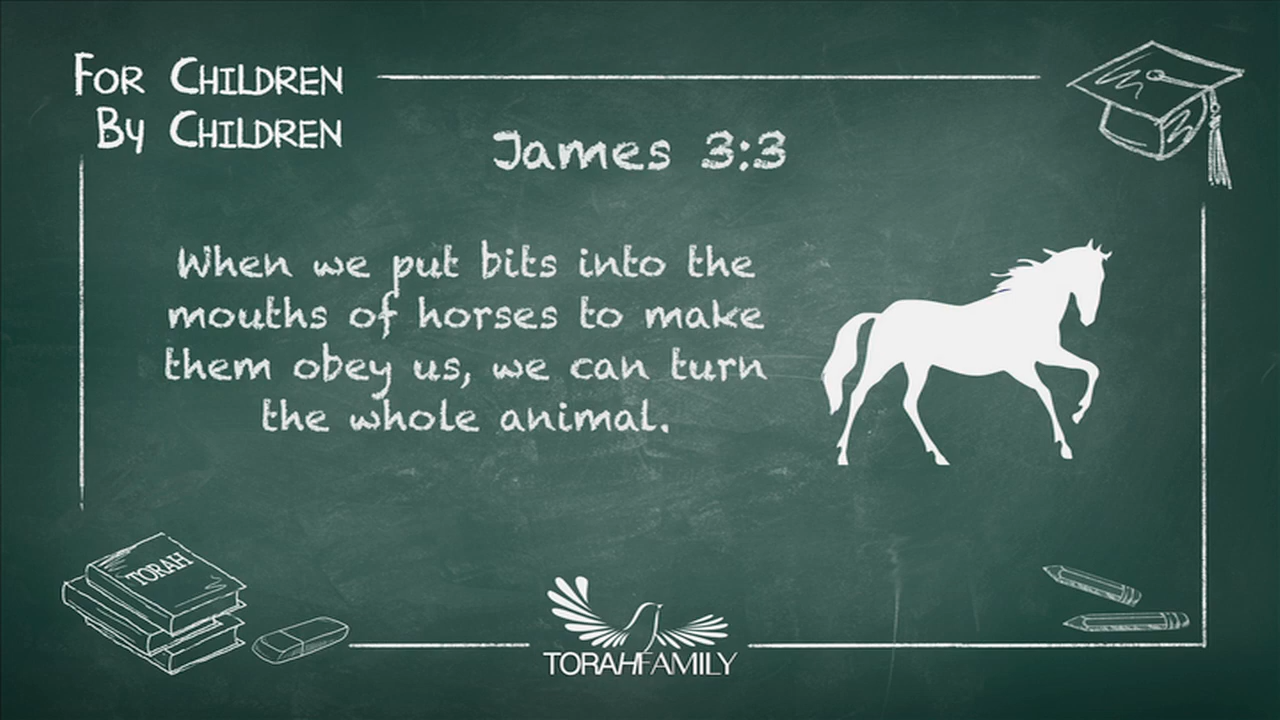 For Children
By Children
James 3:3
When we put bits into the
mouths of horses to make
them obey us, we can turn
the whole animal.
TORAH
TORAHFAMILY